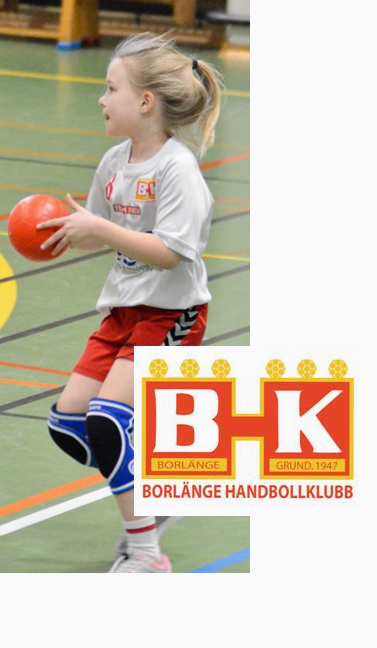 B-K
B K
BORLÄNGE
GRUND. 1947
BORLÄNGE HANDBOLLKLUBB